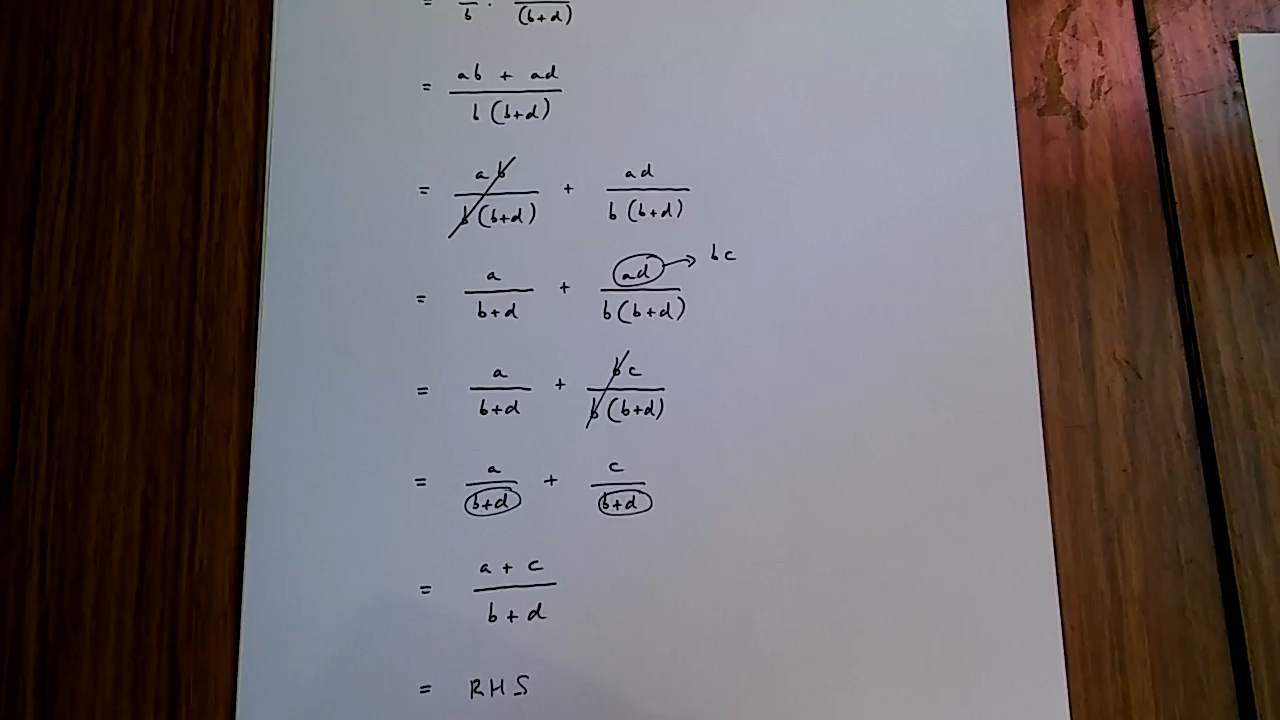 = /b · /(b+d)
= (ab + ad)/(b(b+d))
= ab/(b(b+d)) + ad/(b(b+d))
= a/(b+d) + ad/(b(b+d)) → bc
= a/(b+d) + bc/(b(b+d))
= a/(b+d) + c/(b+d)
= (a + c)/(b + d)
= RHS